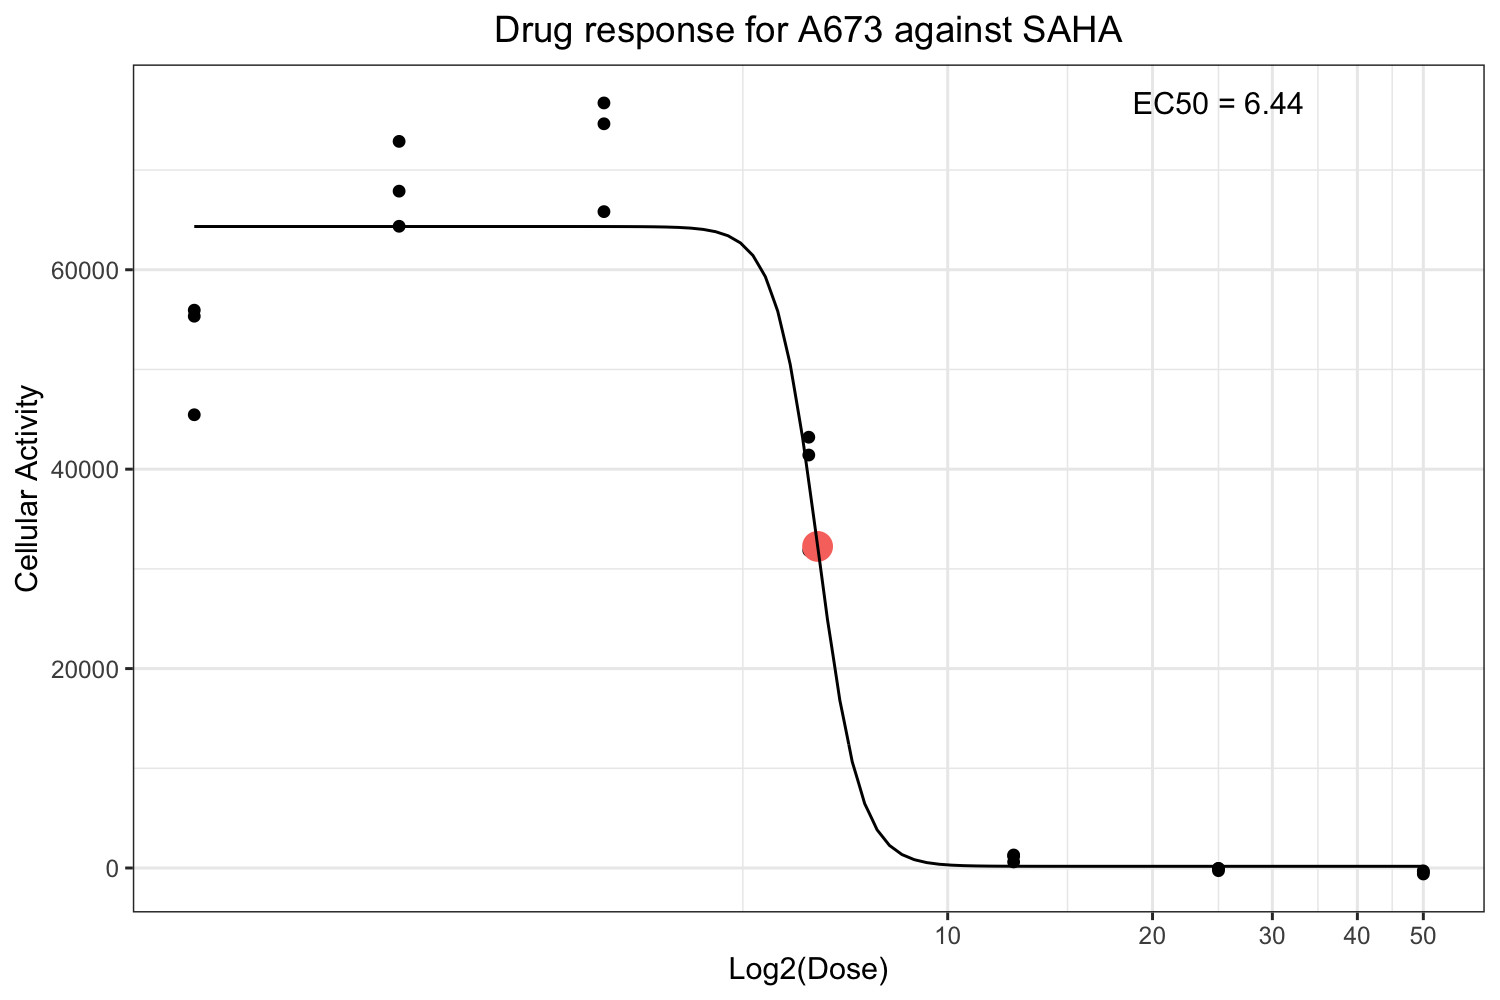 Drug response for A673 against SAHA
EC50 = 6.44
Cellular Activity
60000
40000
20000
0
10 20 30 40 50
Log2(Dose)